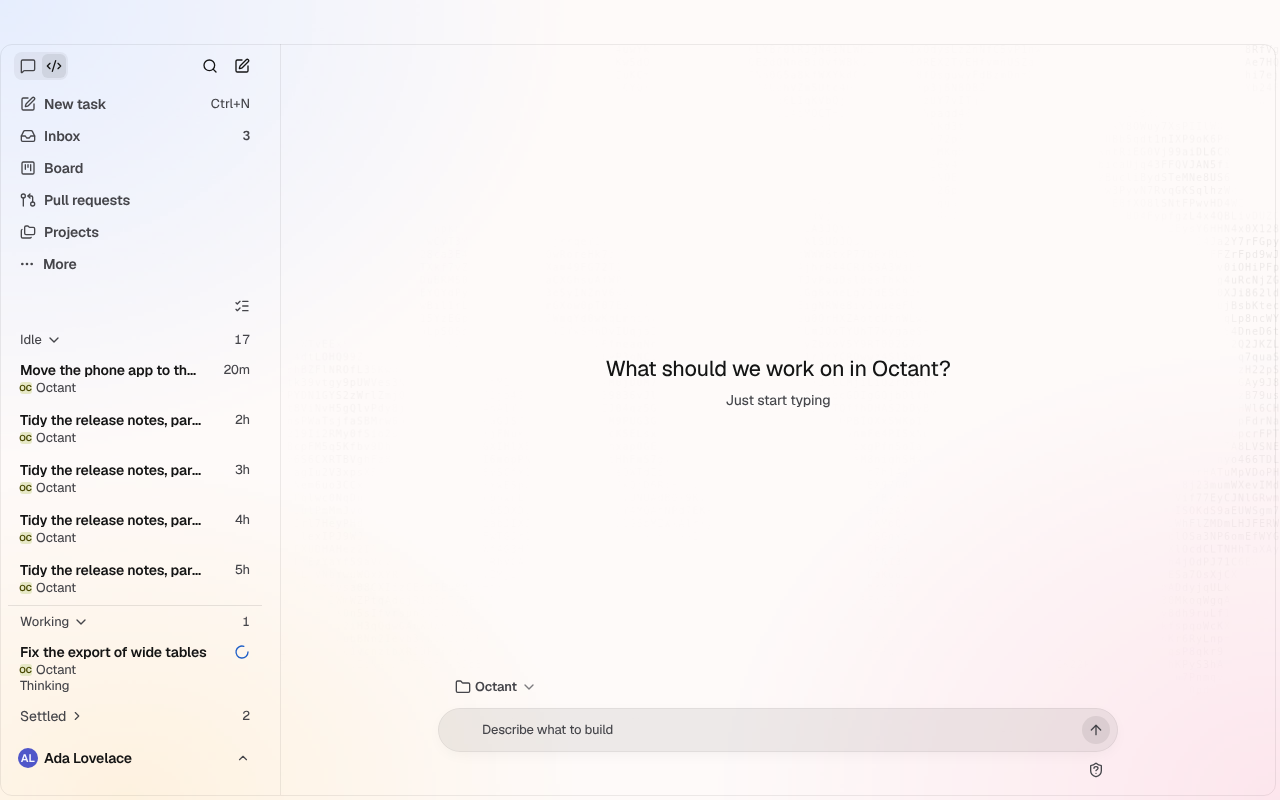 New task Ctrl+N
Inbox 3
Board
Pull requests
Projects
More
Idle 17
Move the phone app to th... 20m
OC Octant
Tidy the release notes, par... 2h
OC Octant
Tidy the release notes, par... 3h
OC Octant
Tidy the release notes, par... 4h
OC Octant
Tidy the release notes, par... 5h
OC Octant
Working 1
Fix the export of wide tables
OC Octant
Thinking
Settled 2
AL Ada Lovelace
What should we work on in Octant?
Just start typing
Octant
Describe what to build